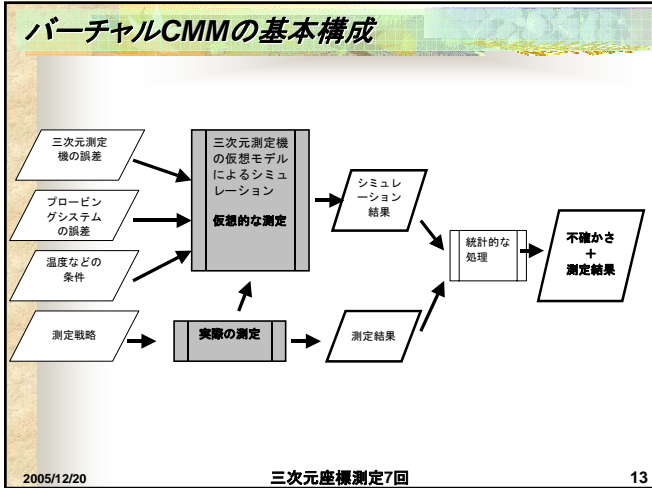 バーチャルCMMの基本構成
三次元測定
機の誤差
プロービン
グシステム
の誤差
温度などの
条件
測定戦略
三次元測定機
の仮想モデル
によるシミュ
レーション
仮想的な測定
実際の測定
シミュレ
ーション
結果
測定結果
統計的な
処理
不確かさ
＋
測定結果
2005/12/20
三次元座標測定7回
13